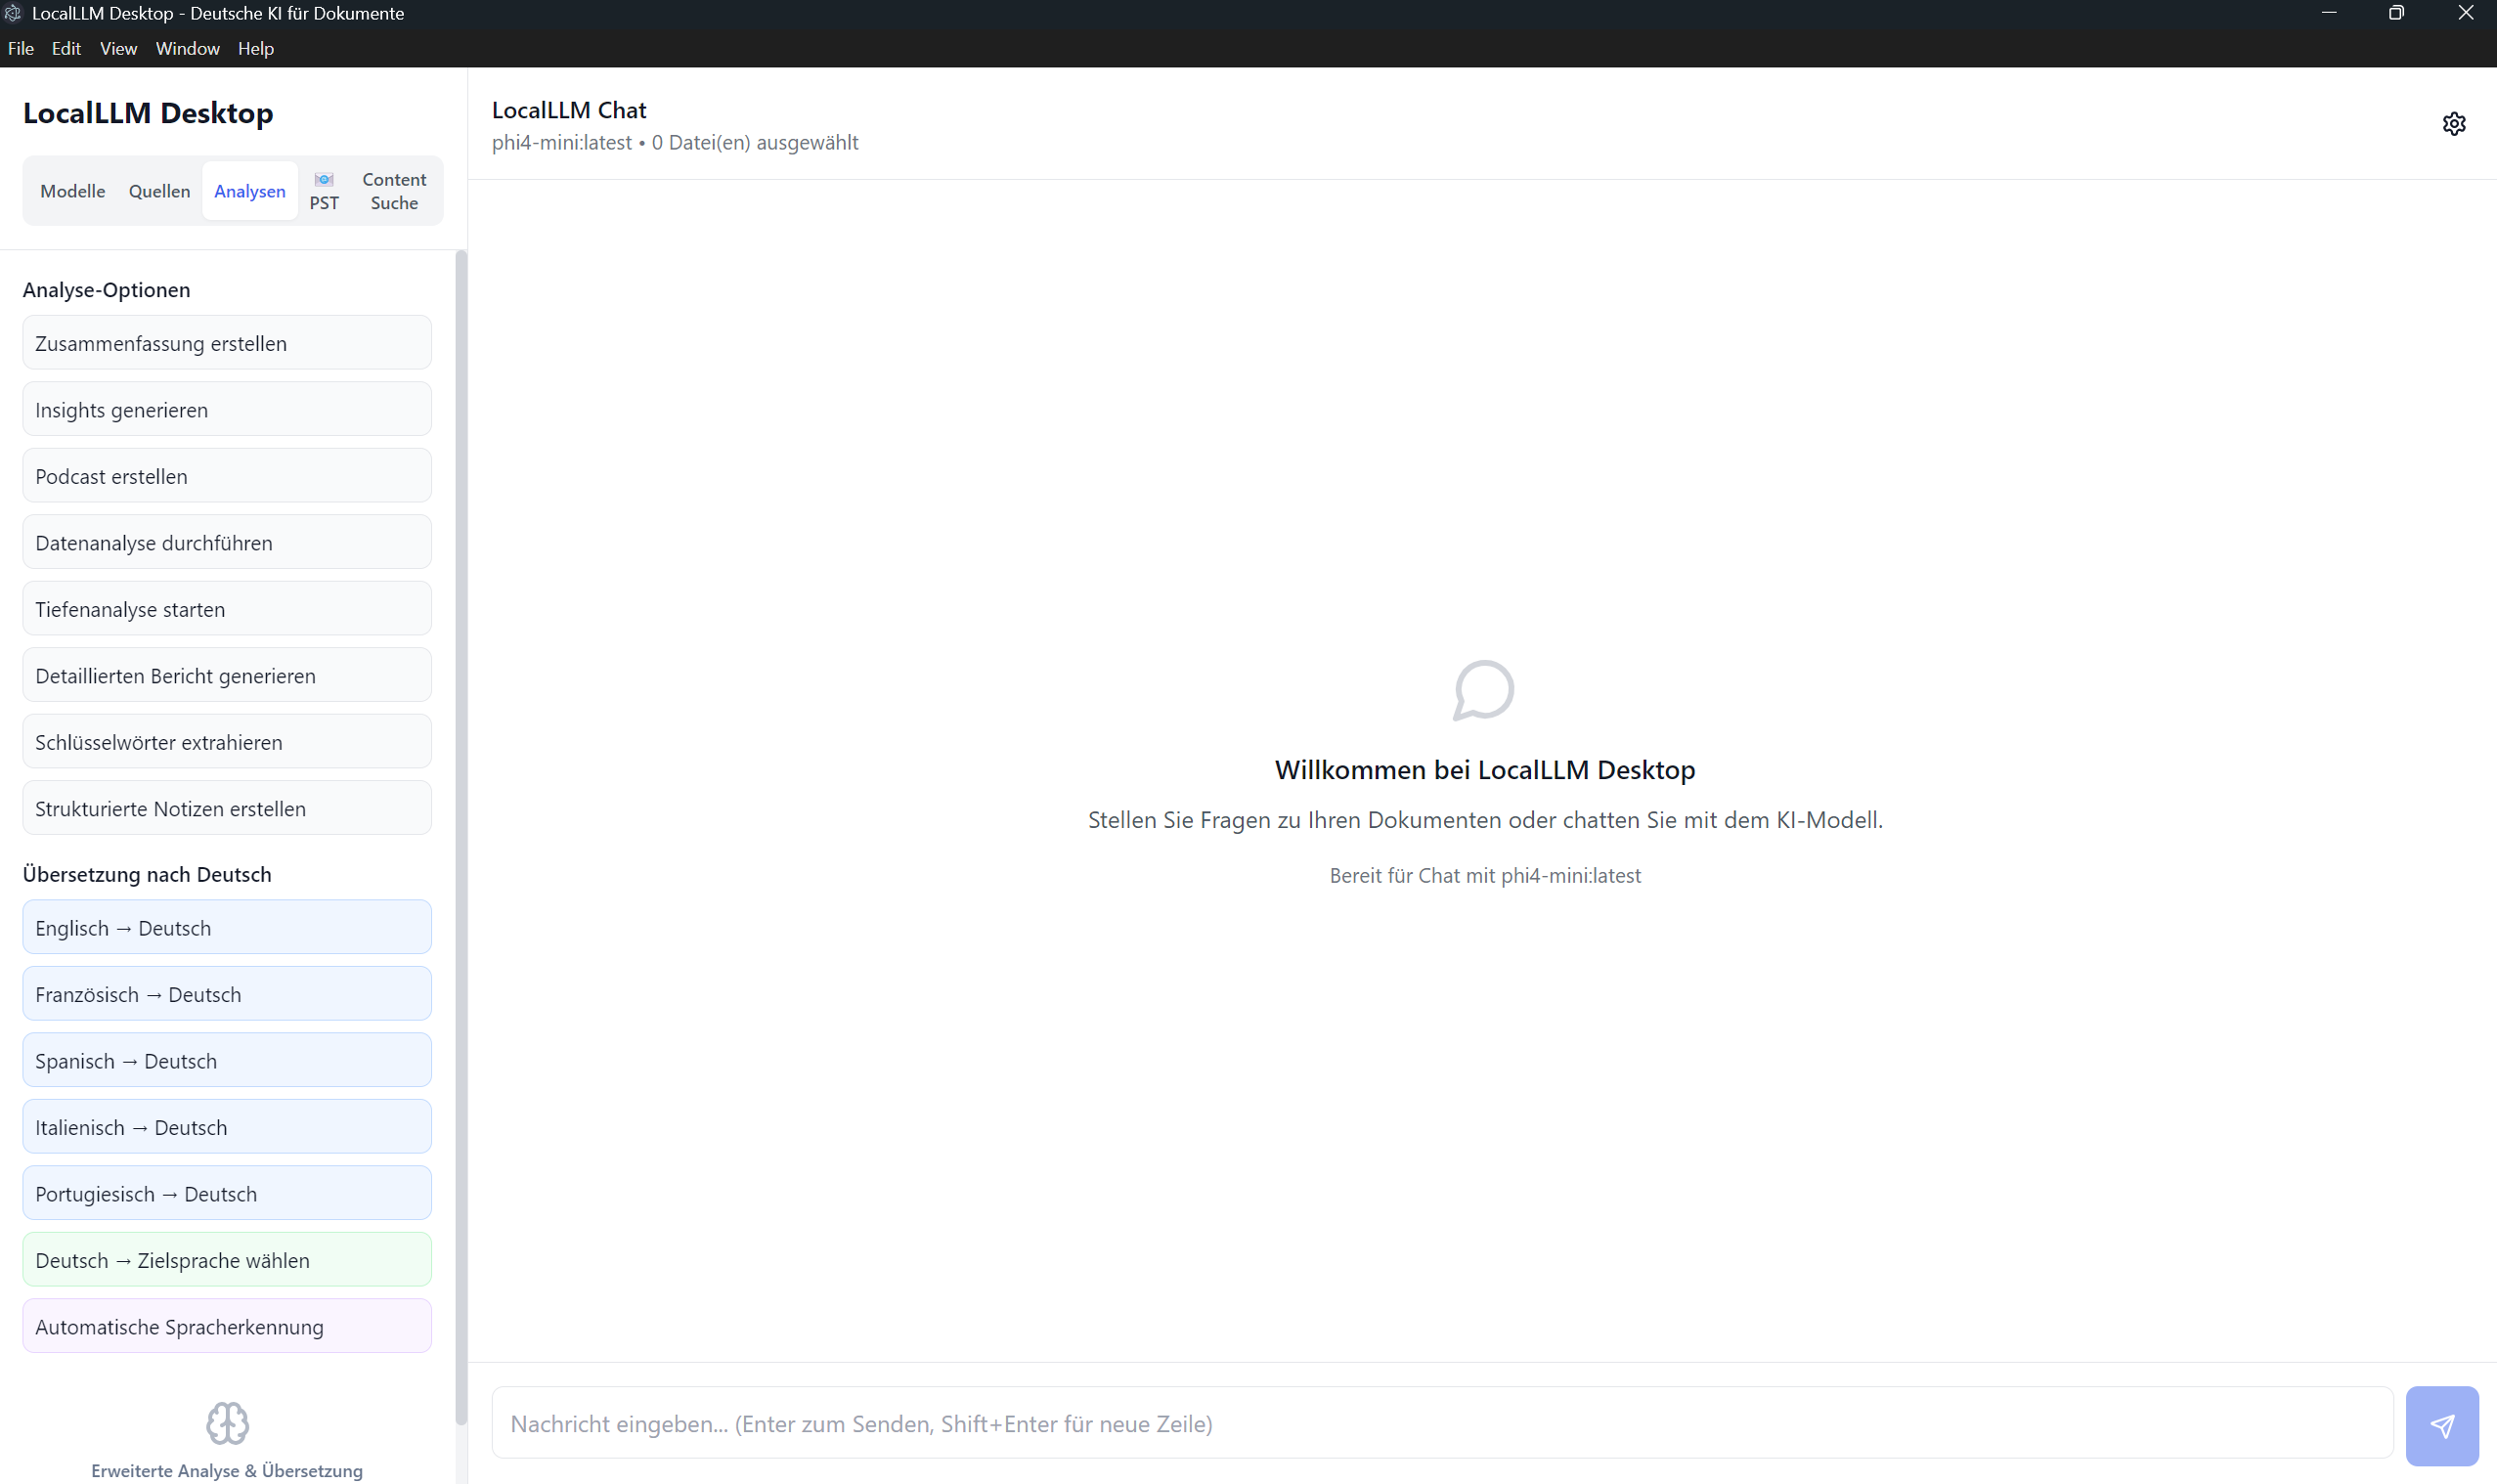 LocalLLM Desktop - Deutsche KI für Dokumente
File Edit View Window Help
LocalLLM Desktop
Modelle Quellen Analysen PST Content Suche
Analyse-Optionen
Zusammenfassung erstellen
Insights generieren
Podcast erstellen
Datenanalyse durchführen
Tiefenanalyse starten
Detaillierten Bericht generieren
Schlüsselwörter extrahieren
Strukturierte Notizen erstellen
Übersetzung nach Deutsch
Englisch → Deutsch
Französisch → Deutsch
Spanisch → Deutsch
Italienisch → Deutsch
Portugiesisch → Deutsch
Deutsch → Zielsprache wählen
Automatische Spracherkennung
Erweiterte Analyse & Übersetzung
LocalLLM Chat
phi4-mini:latest • 0 Datei(en) ausgewählt
Willkommen bei LocalLLM Desktop
Stellen Sie Fragen zu Ihren Dokumenten oder chatten Sie mit dem KI-Modell.
Bereit für Chat mit phi4-mini:latest
Nachricht eingeben... (Enter zum Senden, Shift+Enter für neue Zeile)